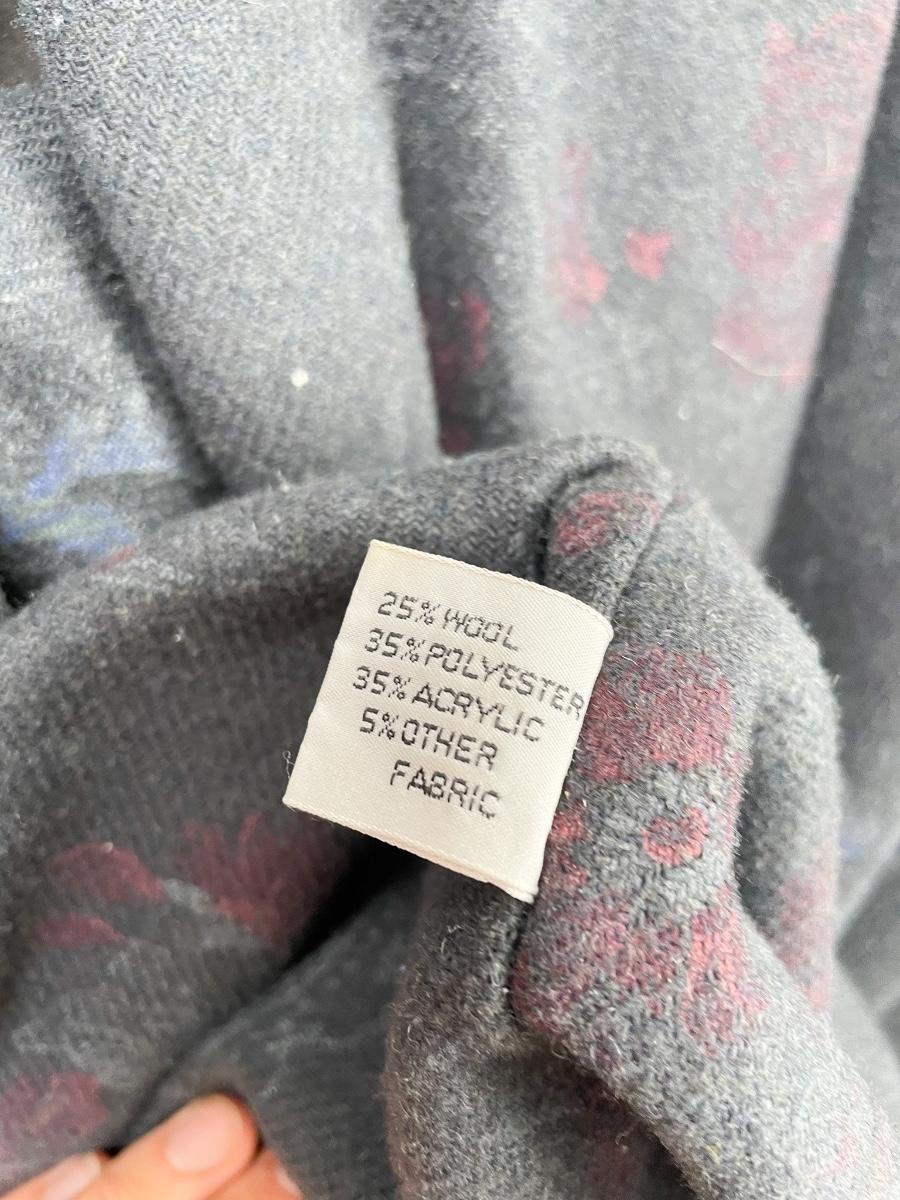 25% WOOL
35% POLYESTER
35% ACRYLIC
5% OTHER
FABRIC